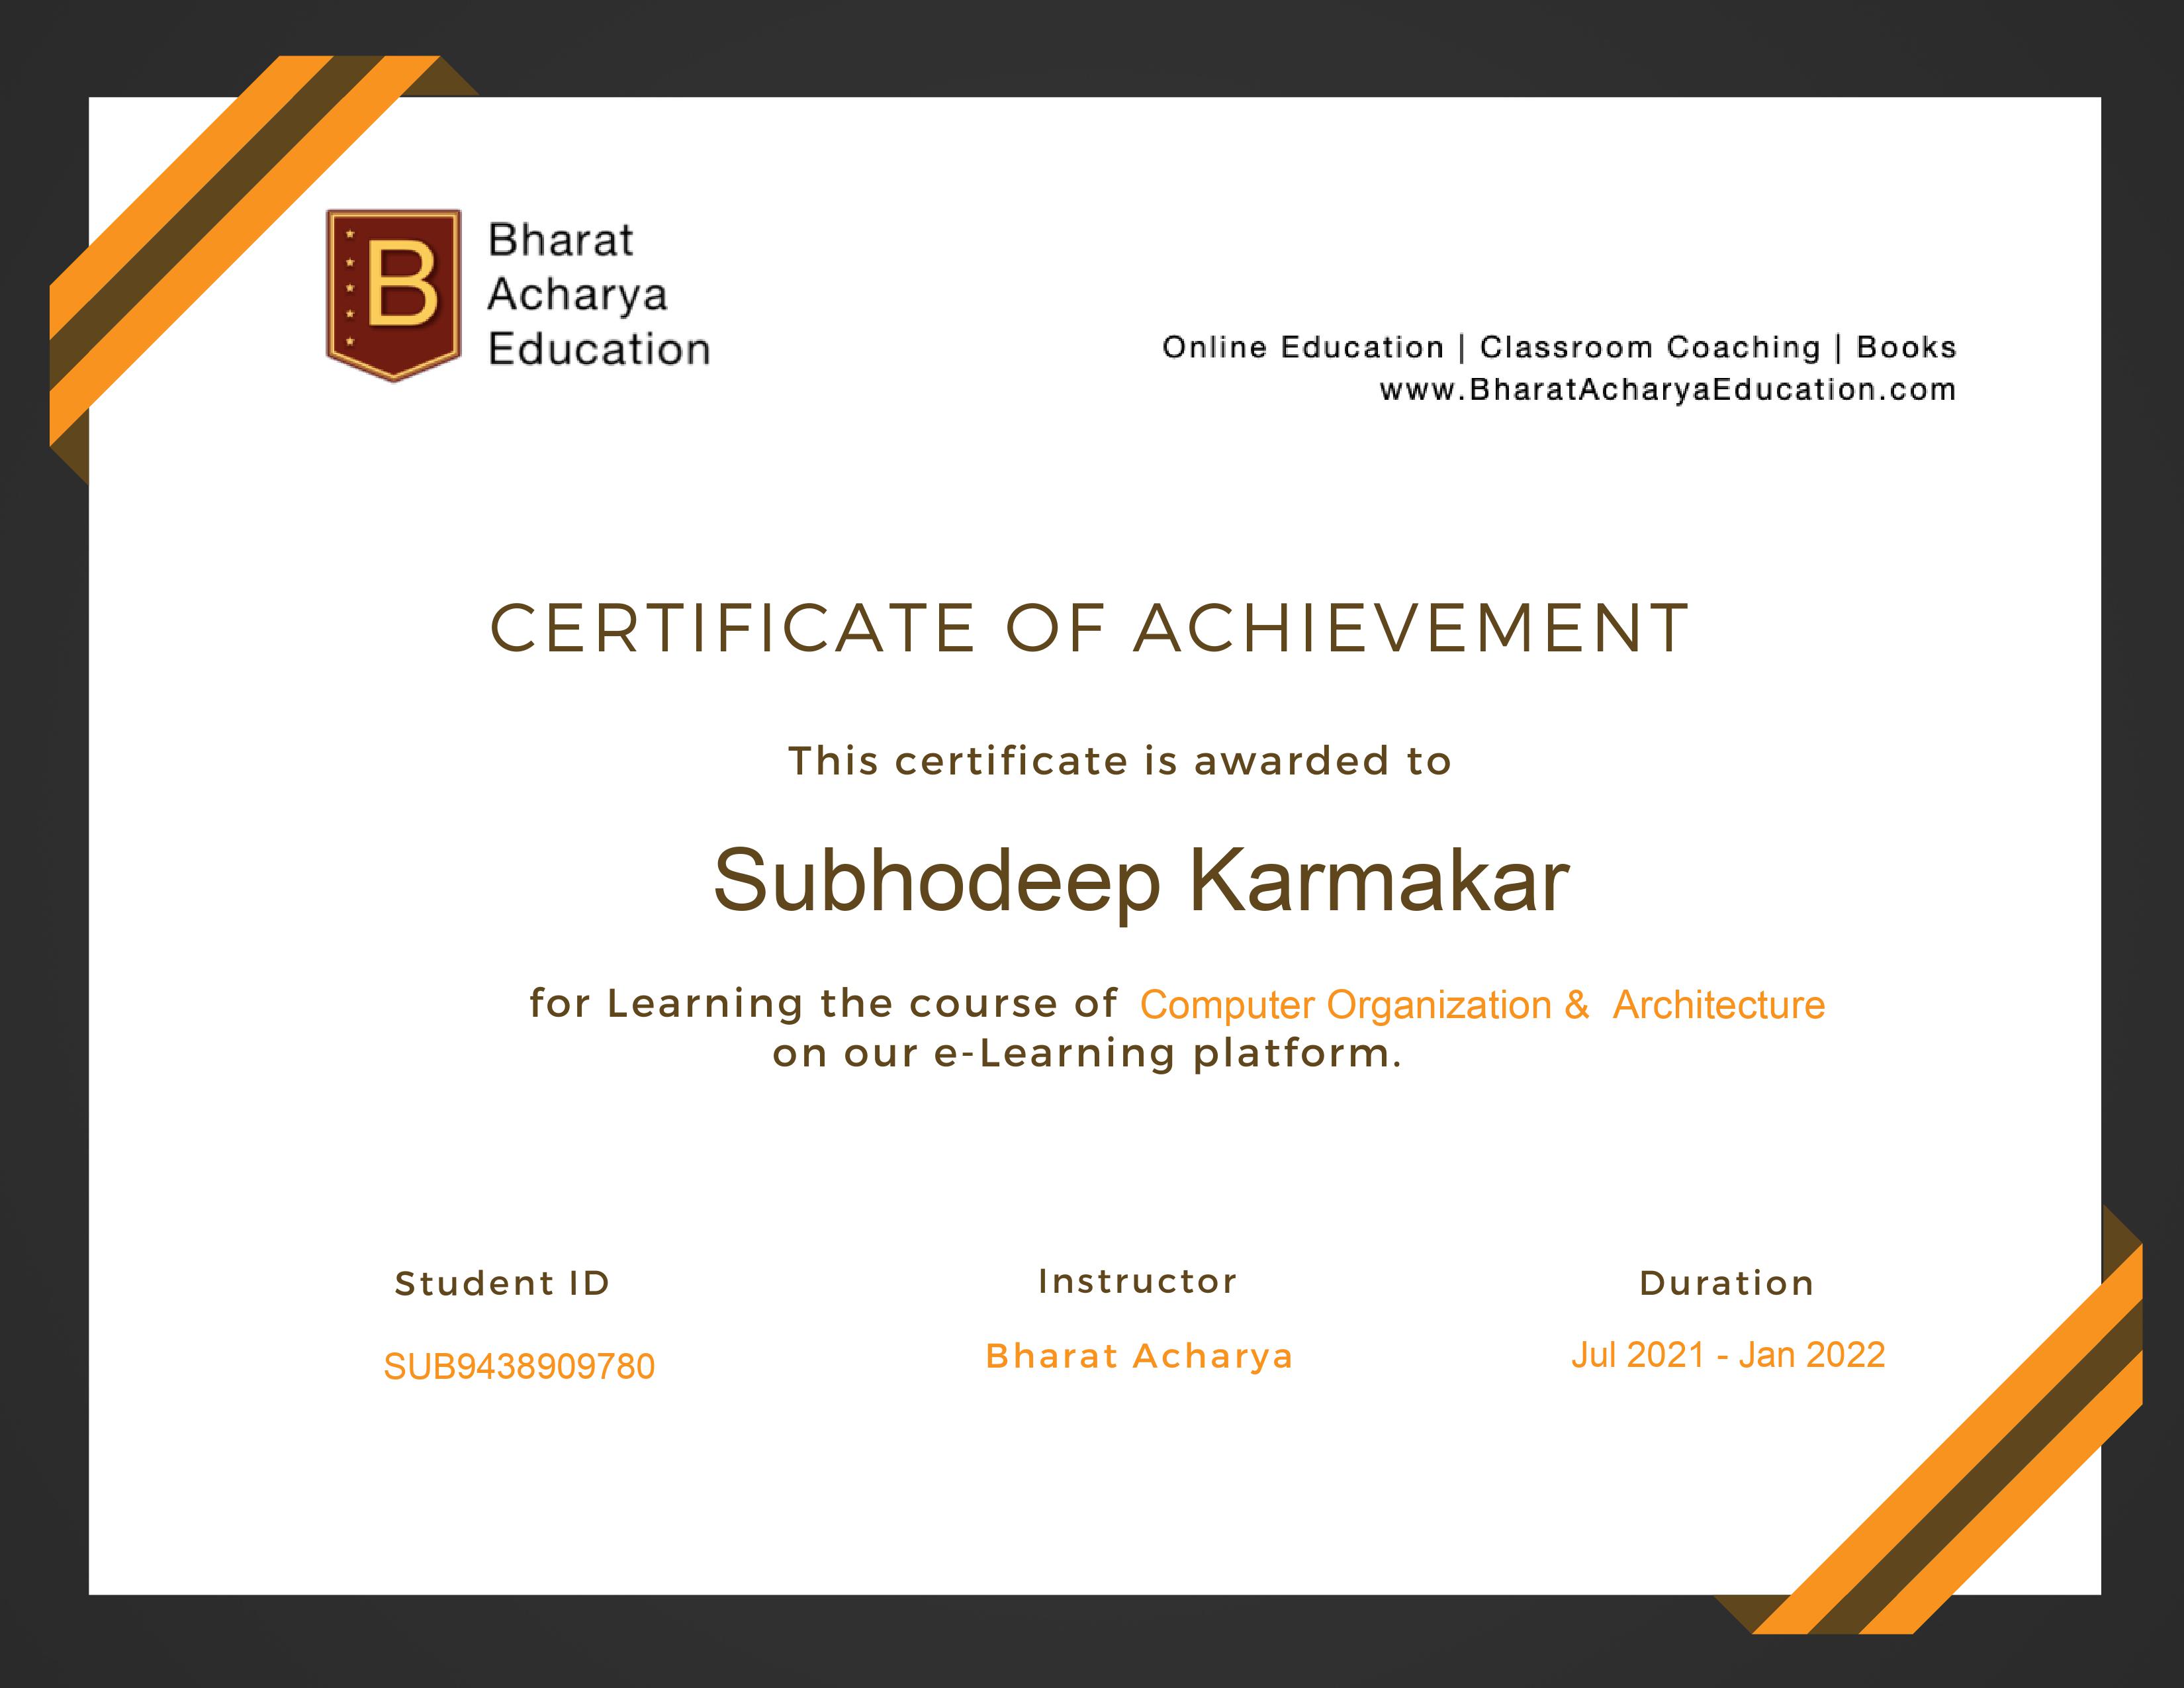 B
Bharat
Acharya
Education
Online Education | Classroom Coaching | Books
www.BharatAcharyaEducation.com
CERTIFICATE OF ACHIEVEMENT
This certificate is awarded to
Subhodeep Karmakar
for Learning the course of Computer Organization & Architecture
on our e-Learning platform.
Student ID
SUB9438909780
Instructor
Bharat Acharya
Duration
Jul 2021 - Jan 2022